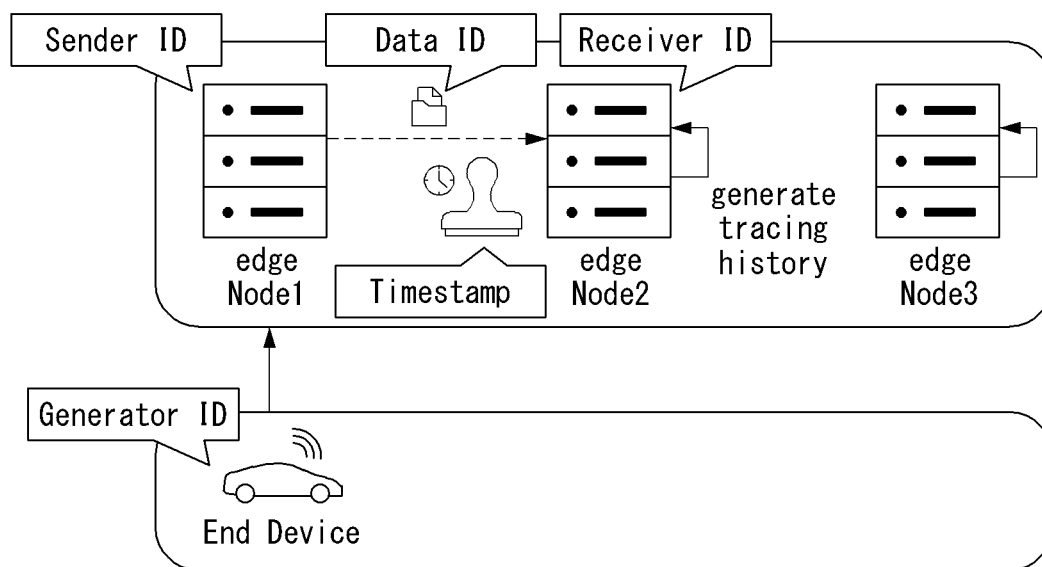 Sender ID
Data ID
Receiver ID
generate
tracing
history
edge
Node1
Timestamp
edge
Node2
edge
Node3
Generator ID
End Device